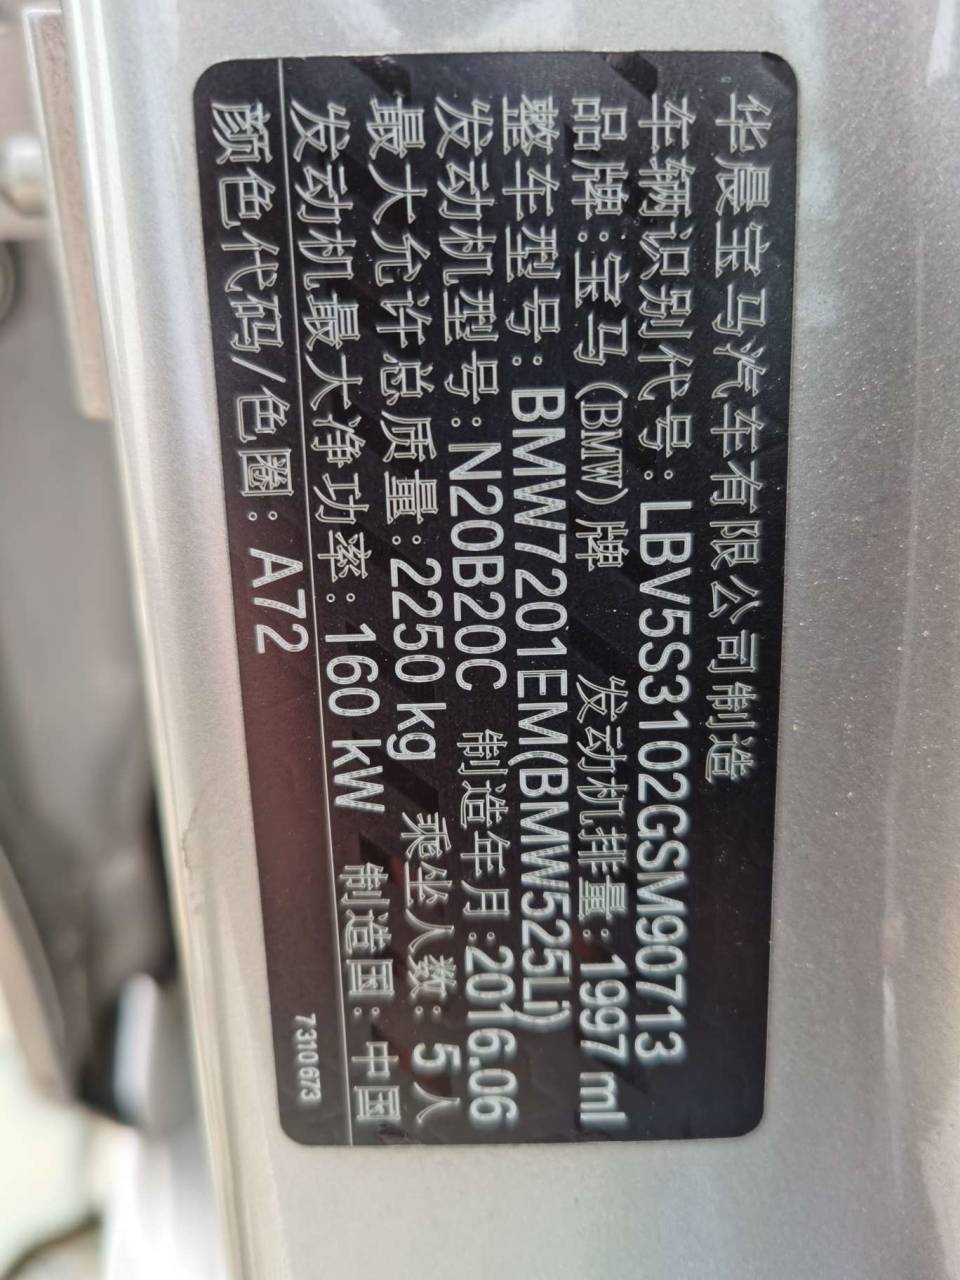 华晨宝马汽车有限公司制造
车辆识别代号:LBV5S3102GSM90713
品牌:宝马(BMW)牌 发动机排量:1997 ml
整车型号:BMW7201EM(BMW525Li)
发动机型号:N20B20C 制造年月:2016.06
最大允许总质量:2250 kg 乘坐人数:5人
发动机最大净功率:160 kW 制造国:中国
颜色代码/色圈:A72
7310673